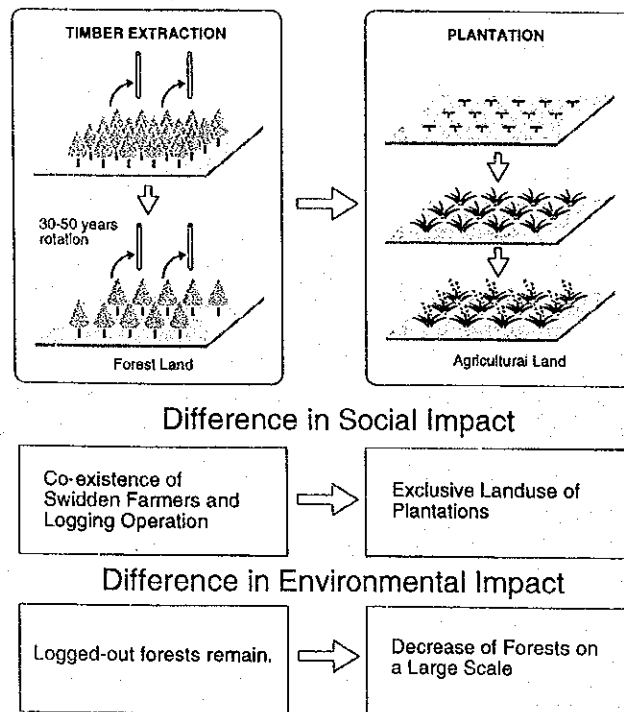 TIMBER EXTRACTION
30-50 years
rotation
Forest Land
PLANTATION
Agricultural Land
Difference in Social Impact
Co-existence of
Swidden Farmers and
Logging Operation
Exclusive Landuse of
Plantations
Difference in Environmental Impact
Logged-out forests remain.
Decrease of Forests on
a Large Scale